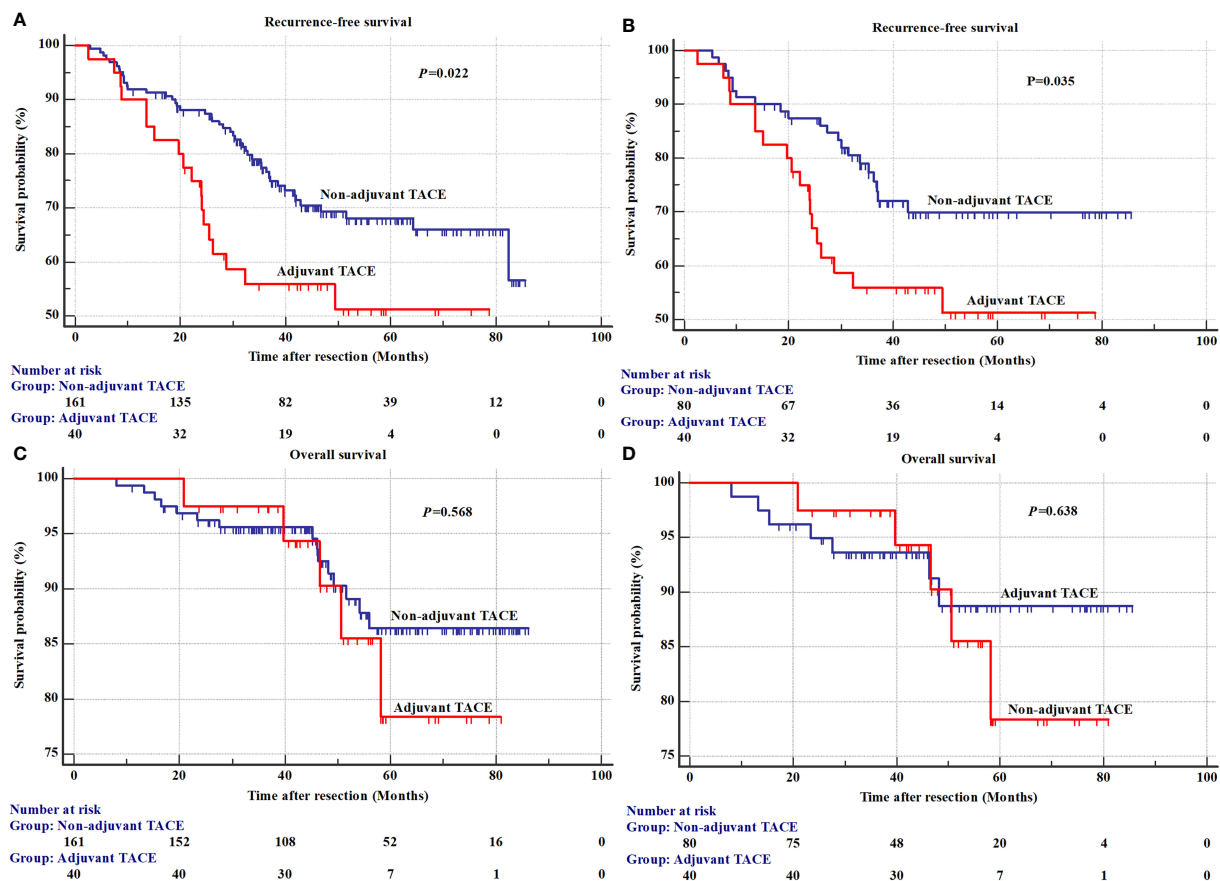 A
Recurrence-free survival
P=0.022
Survival probability (%)
100
90
80
70
60
50
Non-adjuvant TACE
Adjuvant TACE
0 20 40 60 80 100
Time after resection (Months)
Number at risk
Group: Non-adjuvant TACE
161 135 82 39 12 0
Group: Adjuvant TACE
40 32 19 4 0 0
B
Recurrence-free survival
P=0.035
Survival probability (%)
100
90
80
70
60
50
Non-adjuvant TACE
Adjuvant TACE
0 20 40 60 80 100
Time after resection (Months)
Number at risk
Group: Non-adjuvant TACE
80 67 36 14 4 0
Group: Adjuvant TACE
40 32 19 4 0 0
C
Overall survival
P=0.568
Survival probability (%)
100
95
90
85
80
75
Non-adjuvant TACE
Adjuvant TACE
0 20 40 60 80 100
Time after resection (Months)
Number at risk
Group: Non-adjuvant TACE
161 152 108 52 16 0
Group: Adjuvant TACE
40 40 30 7 1 0
D
Overall survival
P=0.638
Survival probability (%)
100
95
90
85
80
75
Adjuvant TACE
Non-adjuvant TACE
0 20 40 60 80 100
Time after resection (Months)
Number at risk
Group: Non-adjuvant TACE
80 75 48 20 4 0
Group: Adjuvant TACE
40 40 30 7 1 0